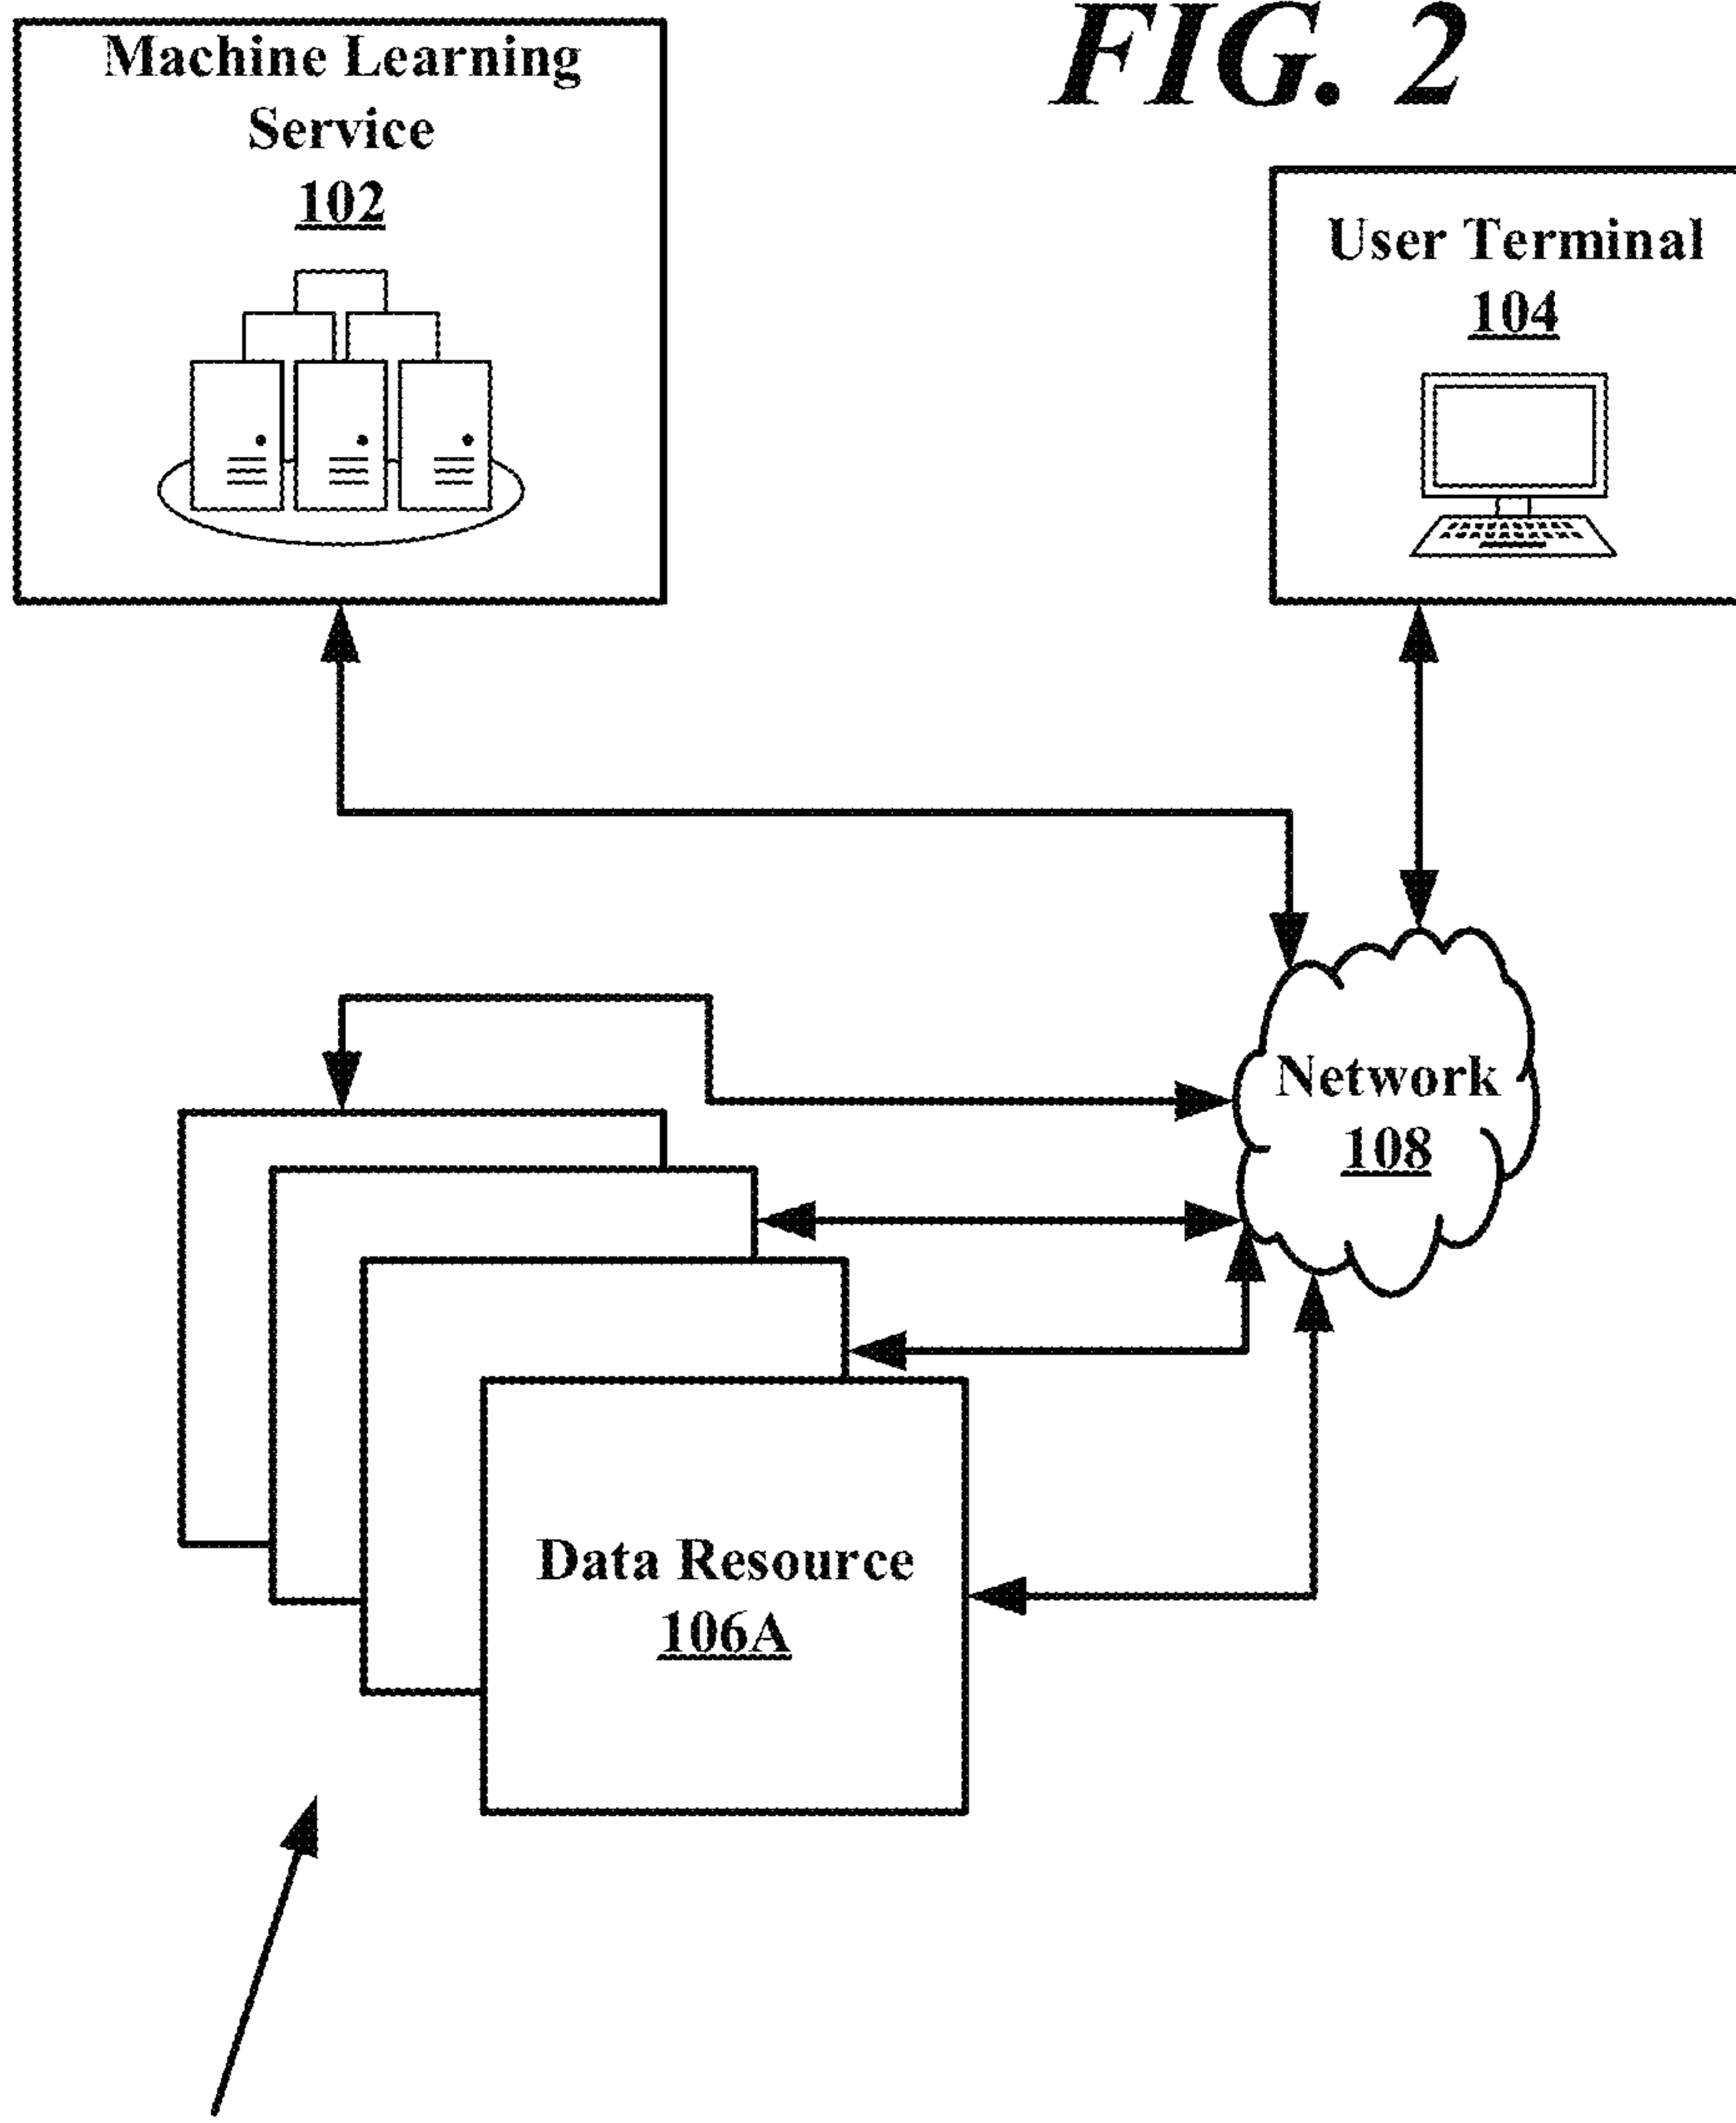 FIG. 2
Machine Learning
Service
102
User Terminal
104
Network
108
Data Resource
106A